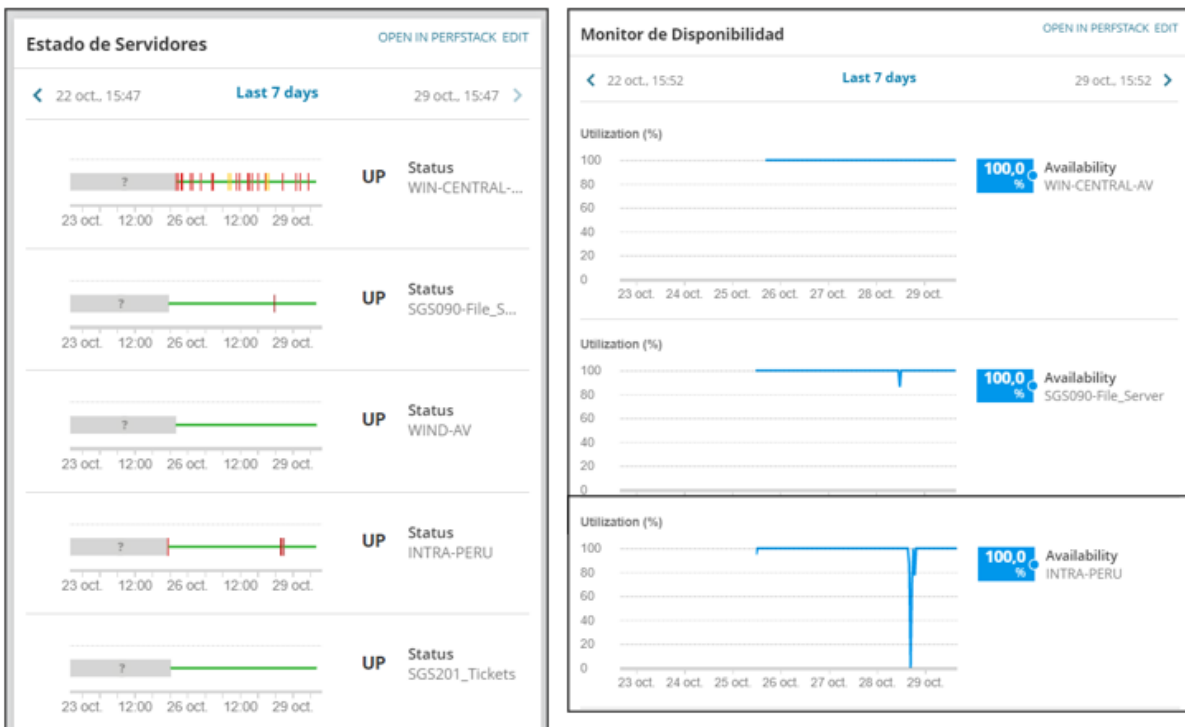 Estado de Servidores
OPEN IN PERFSTACK EDIT
22 oct., 15:47
Last 7 days
29 oct., 15:47
?
23 oct. 12:00 26 oct. 12:00 29 oct.
UP
Status
WIN-CENTRAL-...
?
23 oct. 12:00 26 oct. 12:00 29 oct.
UP
Status
SGS090-File_S...
?
23 oct. 12:00 26 oct. 12:00 29 oct.
UP
Status
WIND-AV
?
23 oct. 12:00 26 oct. 12:00 29 oct.
UP
Status
INTRA-PERU
?
23 oct. 12:00 26 oct. 12:00 29 oct.
UP
Status
SGS201_Tickets
Monitor de Disponibilidad
OPEN IN PERFSTACK EDIT
22 oct., 15:52
Last 7 days
29 oct., 15:52
Utilization (%)
100
80
60
40
20
0
23 oct. 24 oct. 25 oct. 26 oct. 27 oct. 28 oct. 29 oct.
100,0
%
Availability
WIN-CENTRAL-AV
Utilization (%)
100
80
60
40
20
0
100,0
%
Availability
SGS090-File_Server
Utilization (%)
100
80
60
40
20
0
23 oct. 24 oct. 25 oct. 26 oct. 27 oct. 28 oct. 29 oct.
100,0
%
Availability
INTRA-PERU